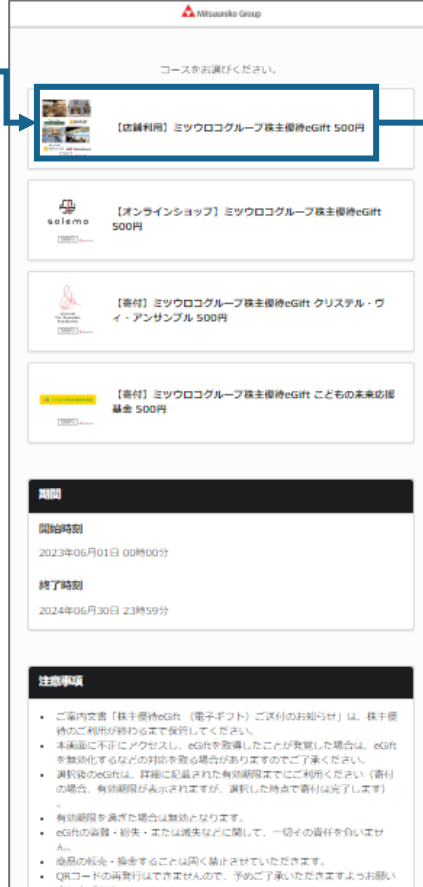 Mitsuuroko Group
コースをお選びください。
【店舗利用】ミツウロコグループ株主優待eGift 500円
【オンラインショップ】ミツウロコグループ株主優待eGift
500円
solemo
【寄付】ミツウロコグループ株主優待eGift クリステル・ヴ
ィ・アンサンブル 500円
【寄付】ミツウロコグループ株主優待eGift こどもの未来応援
基金 500円
期間
開始時刻
2023年06月01日 00時00分
終了時刻
2024年06月30日 23時59分
注意事項
• ご案内文書「株主優待eGift （電子ギフト）ご送付のお知らせ」は、株主優
待のご利用が終わるまで保管してください。
• 本画面に不正にアクセスし、eGiftを取得したことが発覚した場合は、eGift
を無効化するなどの対応を取る場合がありますのでご了承ください。
• 選択後のeGiftは、詳細に記載された有効期限までにご利用ください（寄付
の場合、有効期限が表示されますが、選択した時点で寄付は完了します）
。
• 有効期限を過ぎた場合は無効となります。
• eGiftの盗難・紛失・または滅失などに関して、一切その責任を負いませ
ん。
• 商品の転売・換金することは固く禁止させていただきます。
• QRコードの再発行はできませんので、予めご了承いただきますようお願い